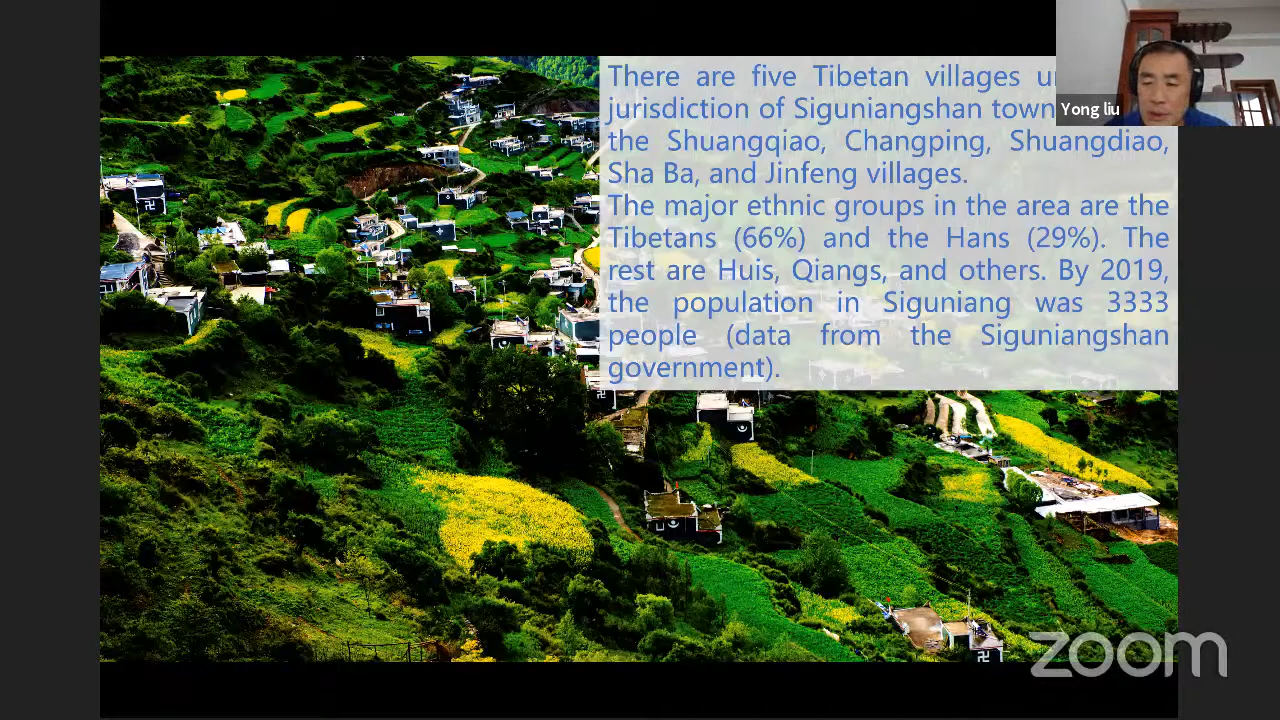 There are five Tibetan villages
jurisdiction of Siguniangshan
the Shuangqiao, Changping, Shuangdiao,
Sha Ba, and Jinfeng villages.
The major ethnic groups in the area are the
Tibetans (66%) and the Hans (29%). The
rest are Huis, Qiangs, and others. By 2019,
the population in Siguniang was 3333
people (data from the Siguniangshan
government).
Yong liu
zoom